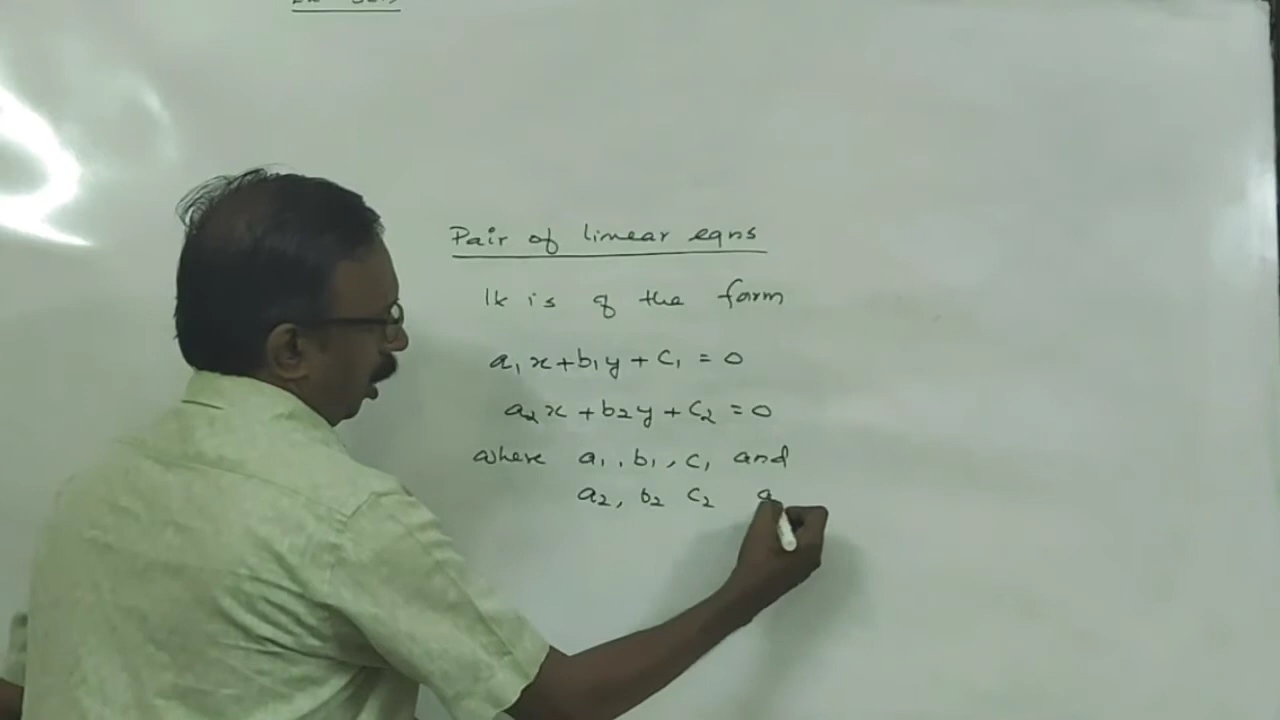 Pair of linear eqns
It is of the form
a₁x+b₁y+c₁=0
a₂x+b₂y+c₂=0
where a₁, b₁, c₁ and
a₂, b₂ c₂ a